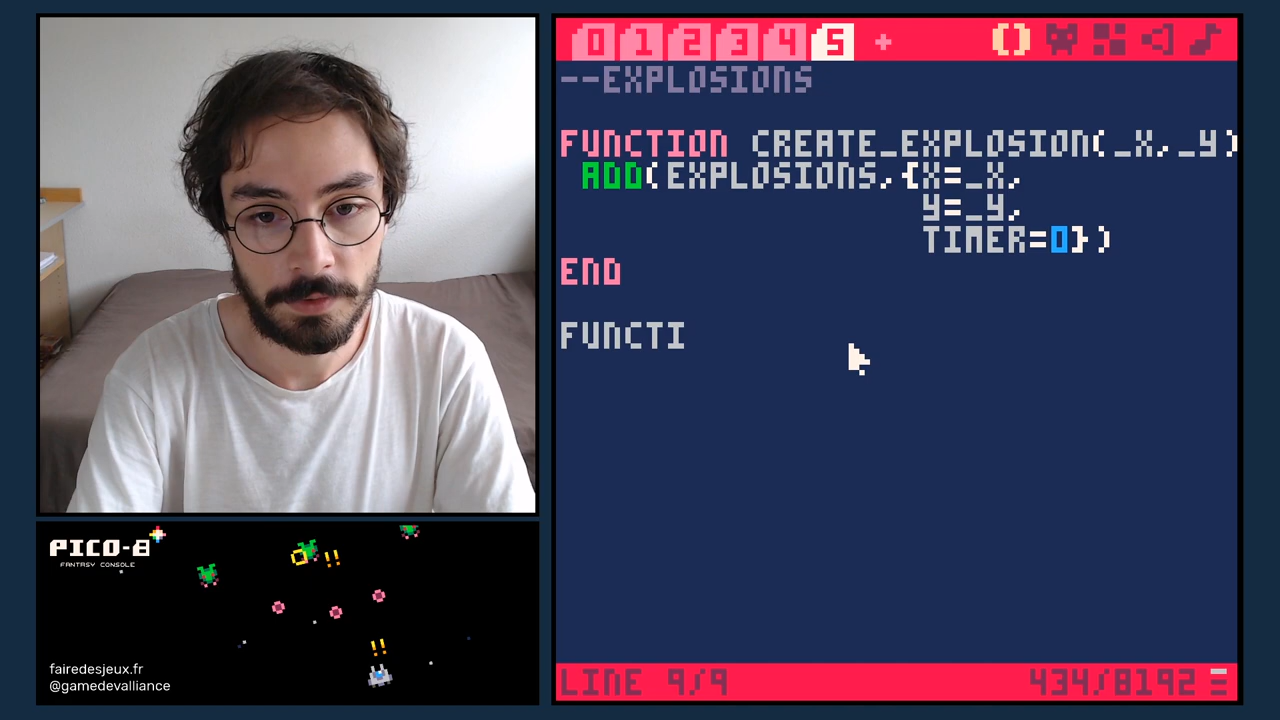 0 1 2 3 4 5 +
--EXPLOSIONS
FUNCTION CREATE_EXPLOSION(_X,_Y)
ADD(EXPLOSIONS,{X=_X,
Y=_Y,
TIMER=0})
END
FUNCTI
LINE 9/9
434/8192
PICO-8
FANTASY CONSOLE
!!
!!
fairedesjeux.fr
@gamedevalliance